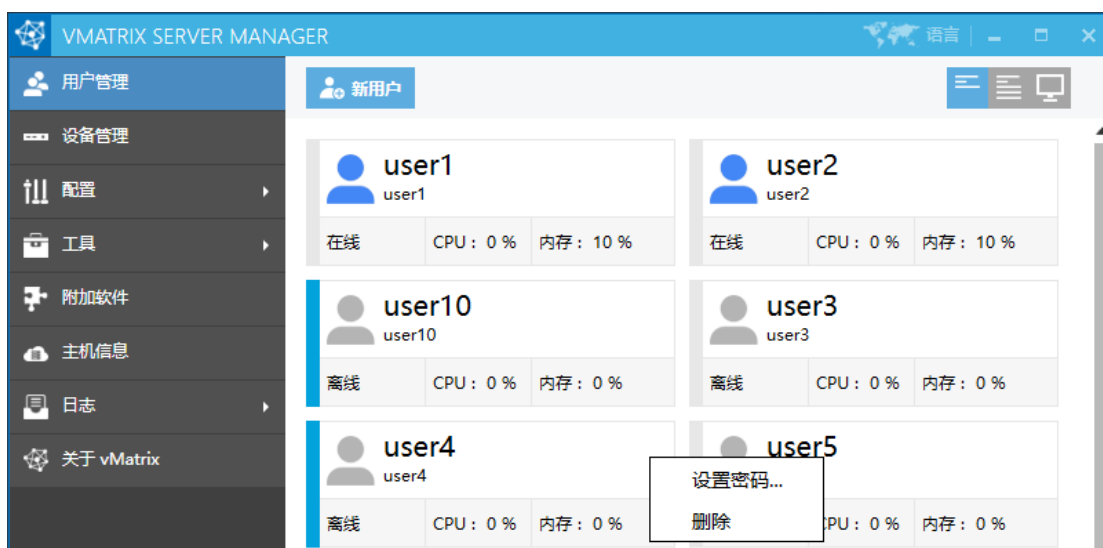 VMATRIX SERVER MANAGER
语言
用户管理
设备管理
配置
工具
附加软件
主机信息
日志
关于 vMatrix
新用户
user1
user1
在线 CPU： 0 % 内存： 10 %
user2
user2
在线 CPU： 0 % 内存： 10 %
user10
user10
离线 CPU： 0 % 内存： 0 %
user3
user3
离线 CPU： 0 % 内存： 0 %
user4
user4
离线 CPU： 0 % 内存： 0 %
user5
PU： 0 % 内存： 0 %
设置密码...
删除